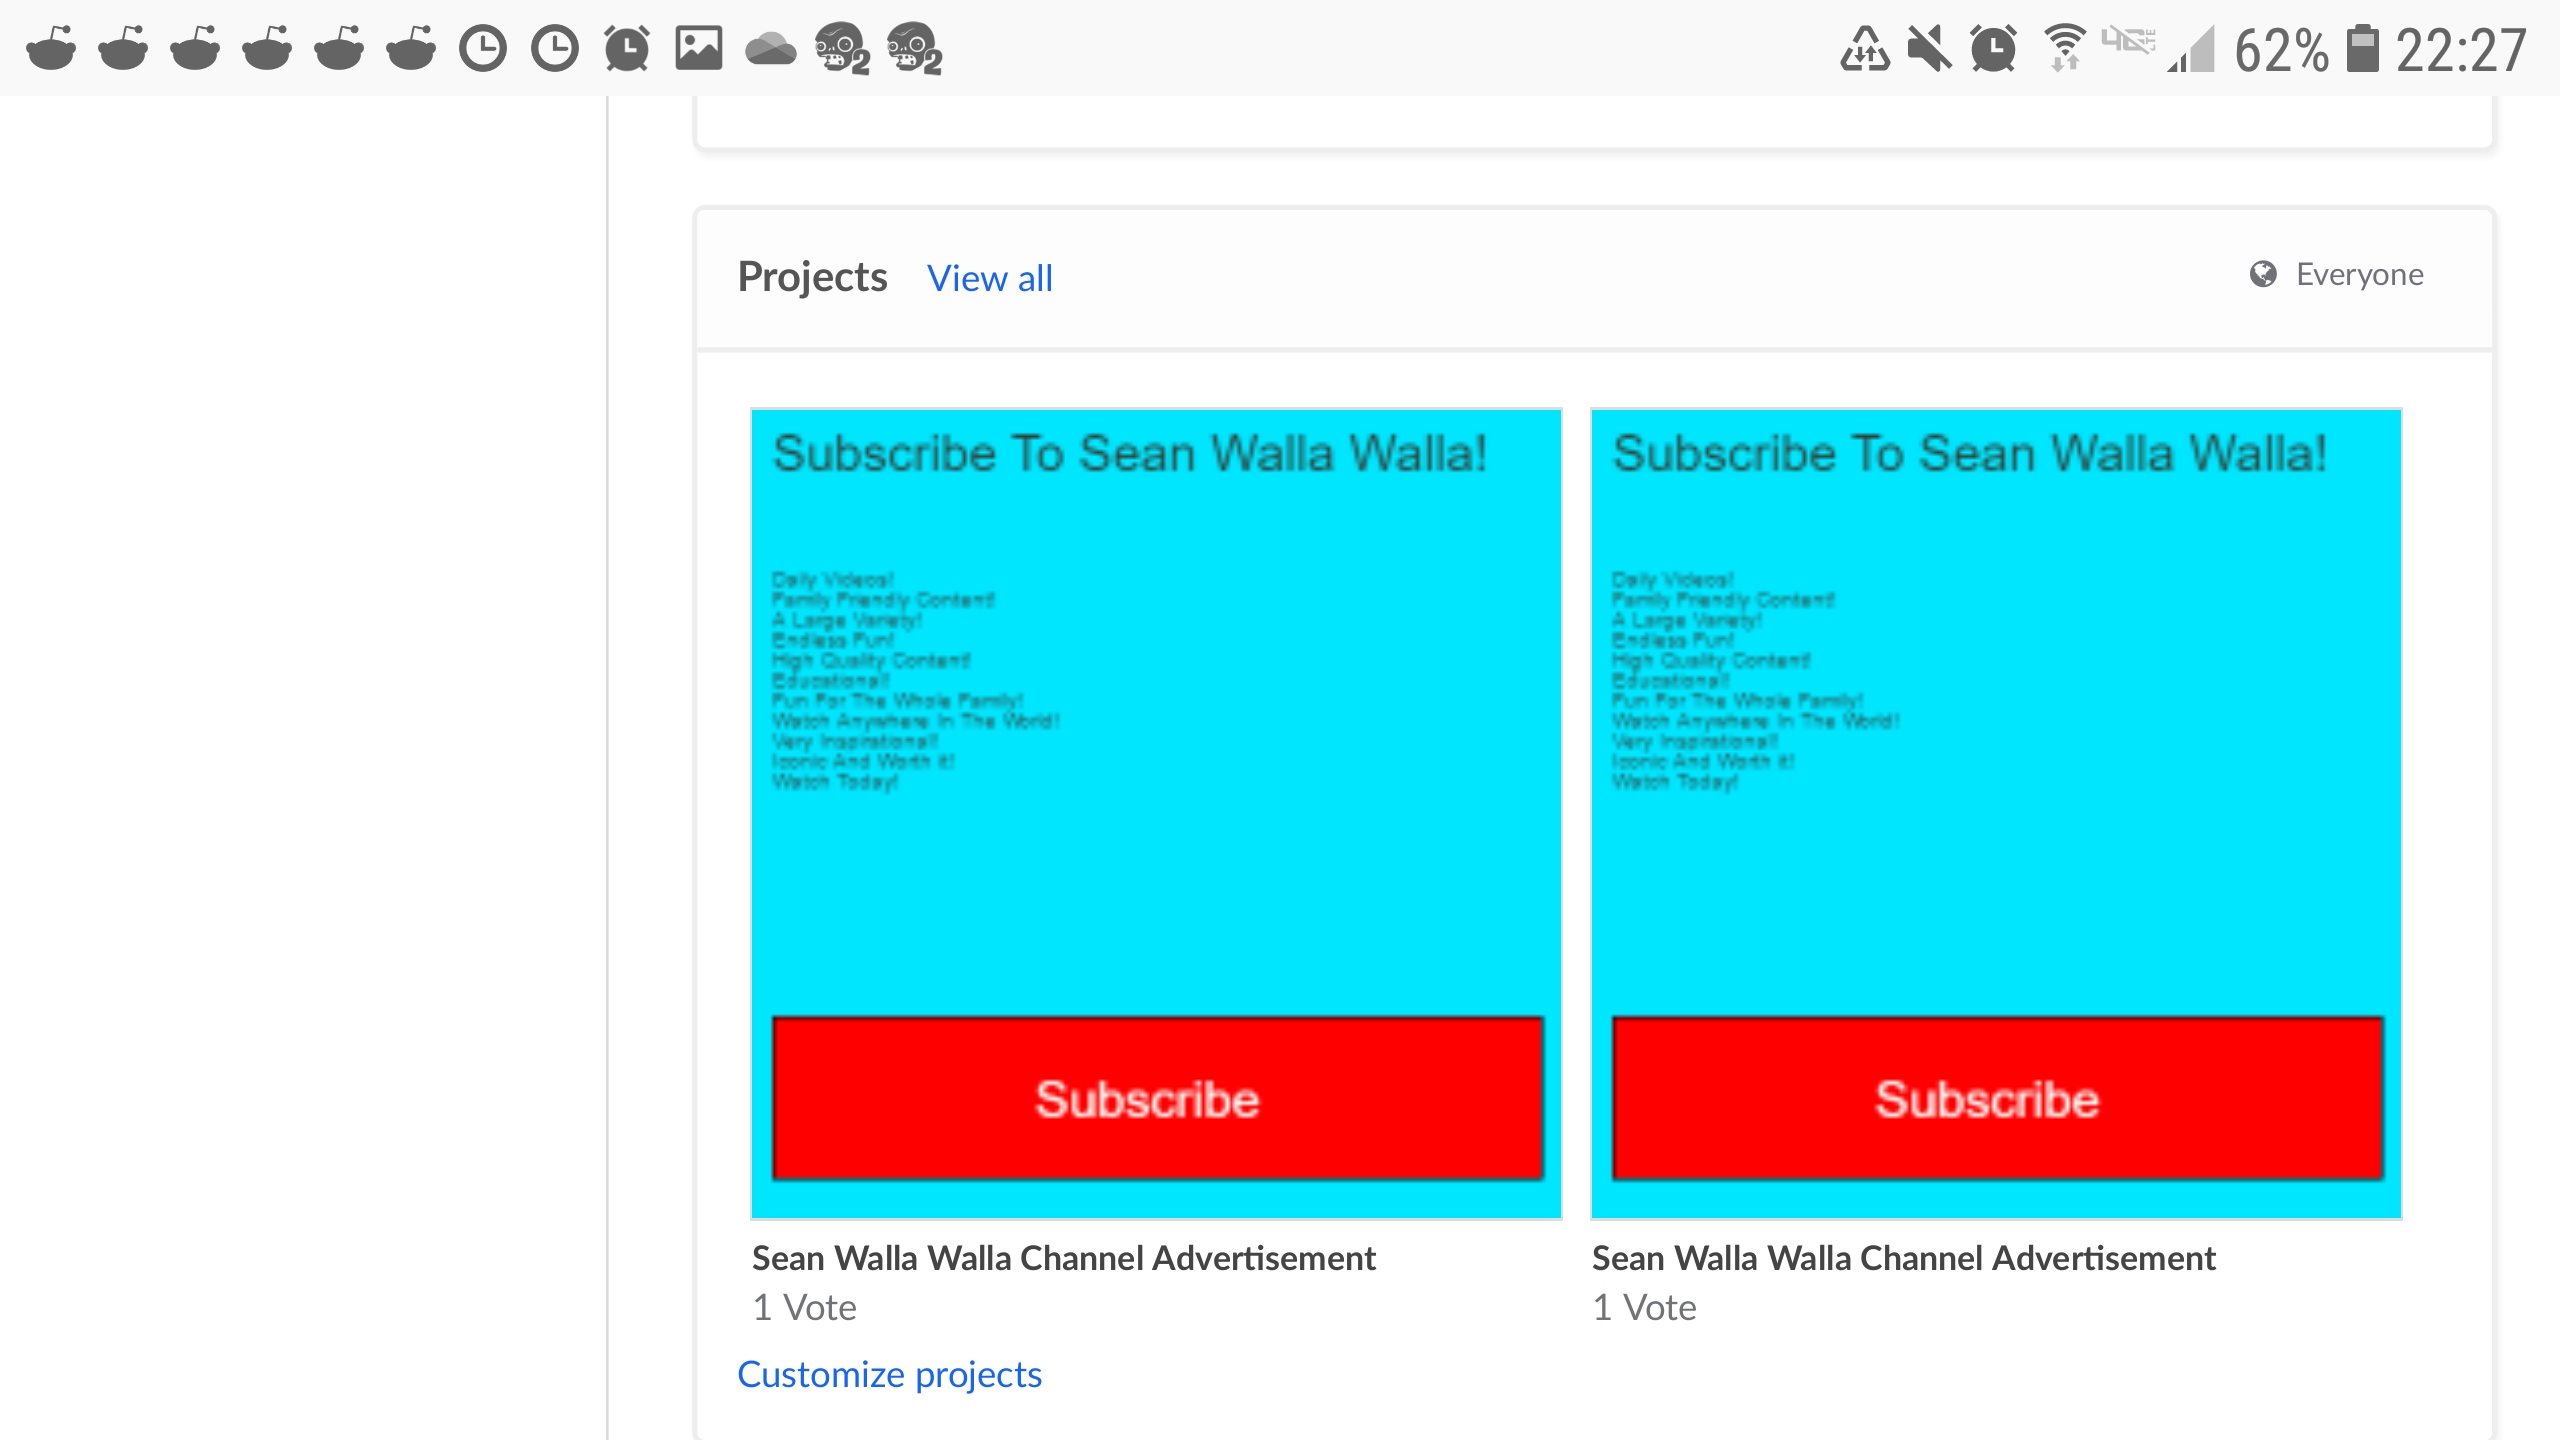 62% 22:27
Projects View all Everyone
Subscribe To Sean Walla Walla!
Daily Videos!
Family Friendly Content!
A Large Variety!
Endless Fun!
High Quality Content!
Educational!
Fun For The Whole Family!
Watch Anywhere In The World!
Very Inspirational!
Iconic And Worth it!
Watch Today!
Subscribe
Sean Walla Walla Channel Advertisement
1 Vote
Subscribe To Sean Walla Walla!
Daily Videos!
Family Friendly Content!
A Large Variety!
Endless Fun!
High Quality Content!
Educational!
Fun For The Whole Family!
Watch Anywhere In The World!
Very Inspirational!
Iconic And Worth it!
Watch Today!
Subscribe
Sean Walla Walla Channel Advertisement
1 Vote
Customize projects